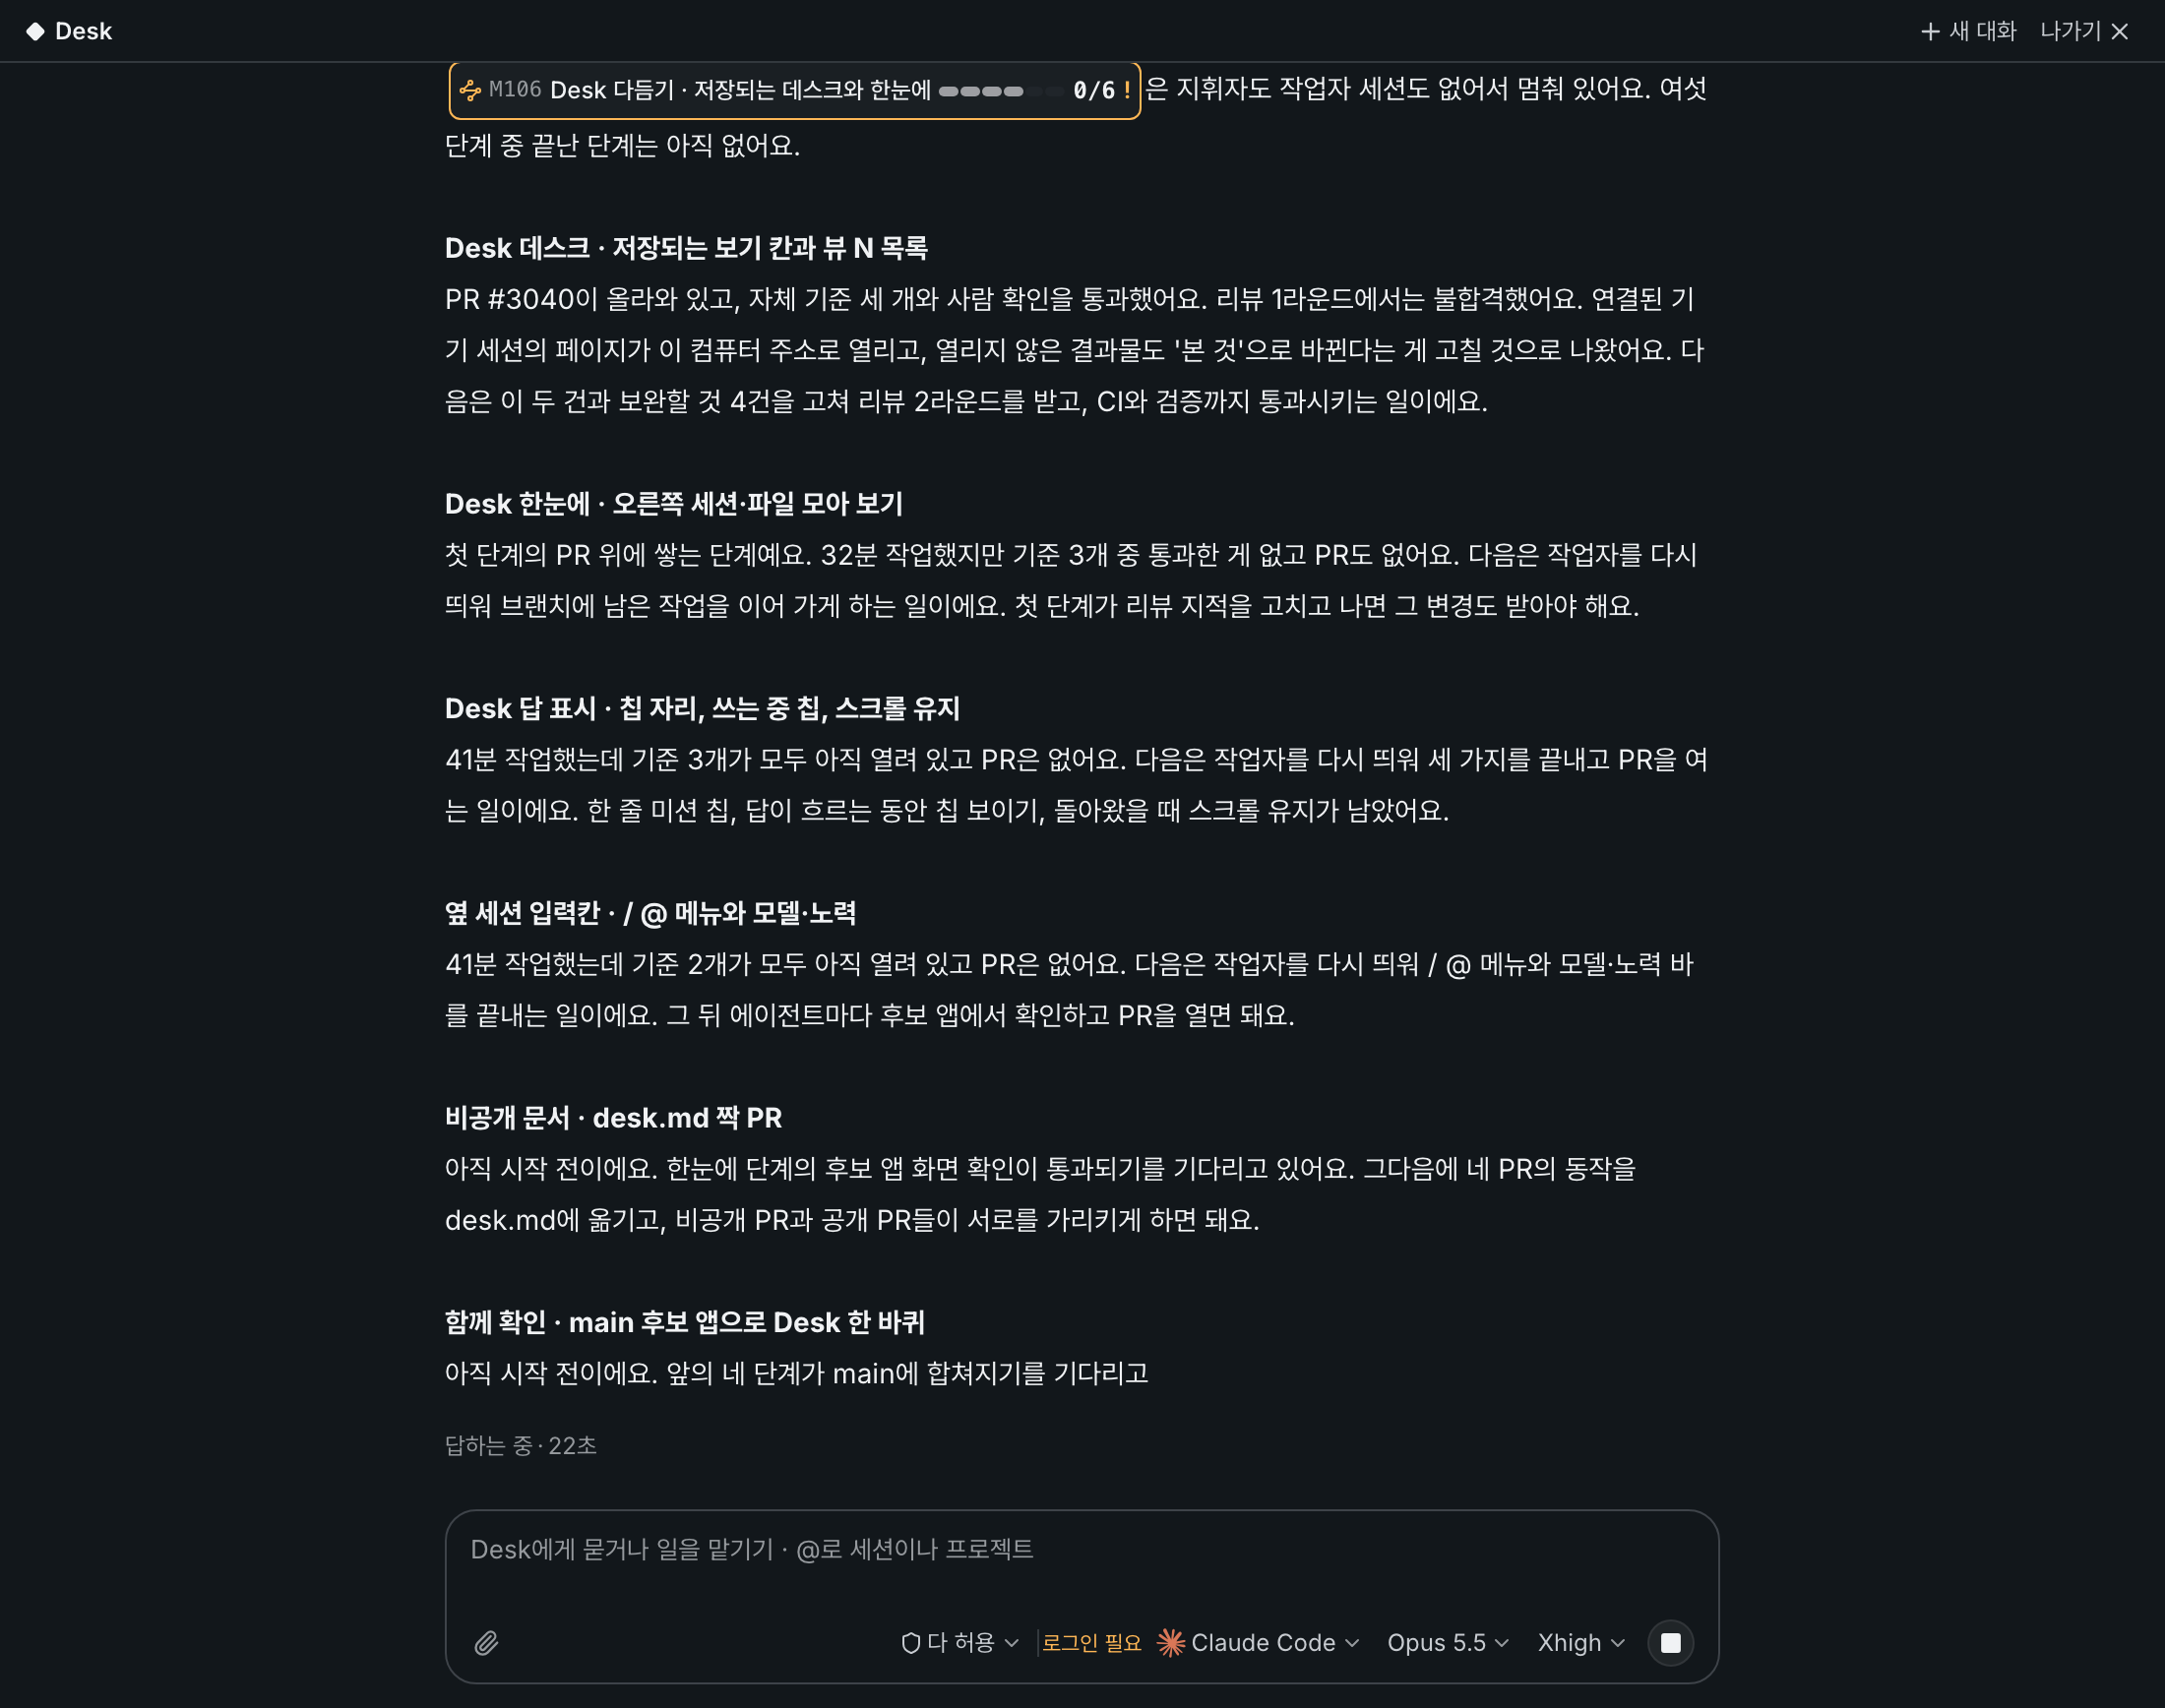 Desk
새 대화 나가기
M106 Desk 다듬기 · 저장되는 데스크와 한눈에 0/6 ! 은 지휘자도 작업자 세션도 없어서 멈춰 있어요. 여섯
단계 중 끝난 단계는 아직 없어요.
Desk 데스크 · 저장되는 보기 칸과 뷰 N 목록
PR #3040이 올라와 있고, 자체 기준 세 개와 사람 확인을 통과했어요. 리뷰 1라운드에서는 불합격했어요. 연결된 기
기 세션의 페이지가 이 컴퓨터 주소로 열리고, 열리지 않은 결과물도 '본 것'으로 바뀐다는 게 고칠 것으로 나왔어요. 다
음은 이 두 건과 보완할 것 4건을 고쳐 리뷰 2라운드를 받고, CI와 검증까지 통과시키는 일이에요.
Desk 한눈에 · 오른쪽 세션·파일 모아 보기
첫 단계의 PR 위에 쌓는 단계예요. 32분 작업했지만 기준 3개 중 통과한 게 없고 PR도 없어요. 다음은 작업자를 다시
띄워 브랜치에 남은 작업을 이어 가게 하는 일이에요. 첫 단계가 리뷰 지적을 고치고 나면 그 변경도 받아야 해요.
Desk 답 표시 · 칩 자리, 쓰는 중 칩, 스크롤 유지
41분 작업했는데 기준 3개가 모두 아직 열려 있고 PR은 없어요. 다음은 작업자를 다시 띄워 세 가지를 끝내고 PR을 여
는 일이에요. 한 줄 미션 칩, 답이 흐르는 동안 칩 보이기, 돌아왔을 때 스크롤 유지가 남았어요.
옆 세션 입력칸 · / @ 메뉴와 모델·노력
41분 작업했는데 기준 2개가 모두 아직 열려 있고 PR은 없어요. 다음은 작업자를 다시 띄워 / @ 메뉴와 모델·노력 바
를 끝내는 일이에요. 그 뒤 에이전트마다 후보 앱에서 확인하고 PR을 열면 돼요.
비공개 문서 · desk.md 짝 PR
아직 시작 전이에요. 한눈에 단계의 후보 앱 화면 확인이 통과되기를 기다리고 있어요. 그다음에 네 PR의 동작을
desk.md에 옮기고, 비공개 PR과 공개 PR들이 서로를 가리키게 하면 돼요.
함께 확인 · main 후보 앱으로 Desk 한 바퀴
아직 시작 전이에요. 앞의 네 단계가 main에 합쳐지기를 기다리고
답하는 중 · 22초
Desk에게 묻거나 일을 맡기기 · @로 세션이나 프로젝트
다 허용 로그인 필요 Claude Code Opus 5.5 Xhigh